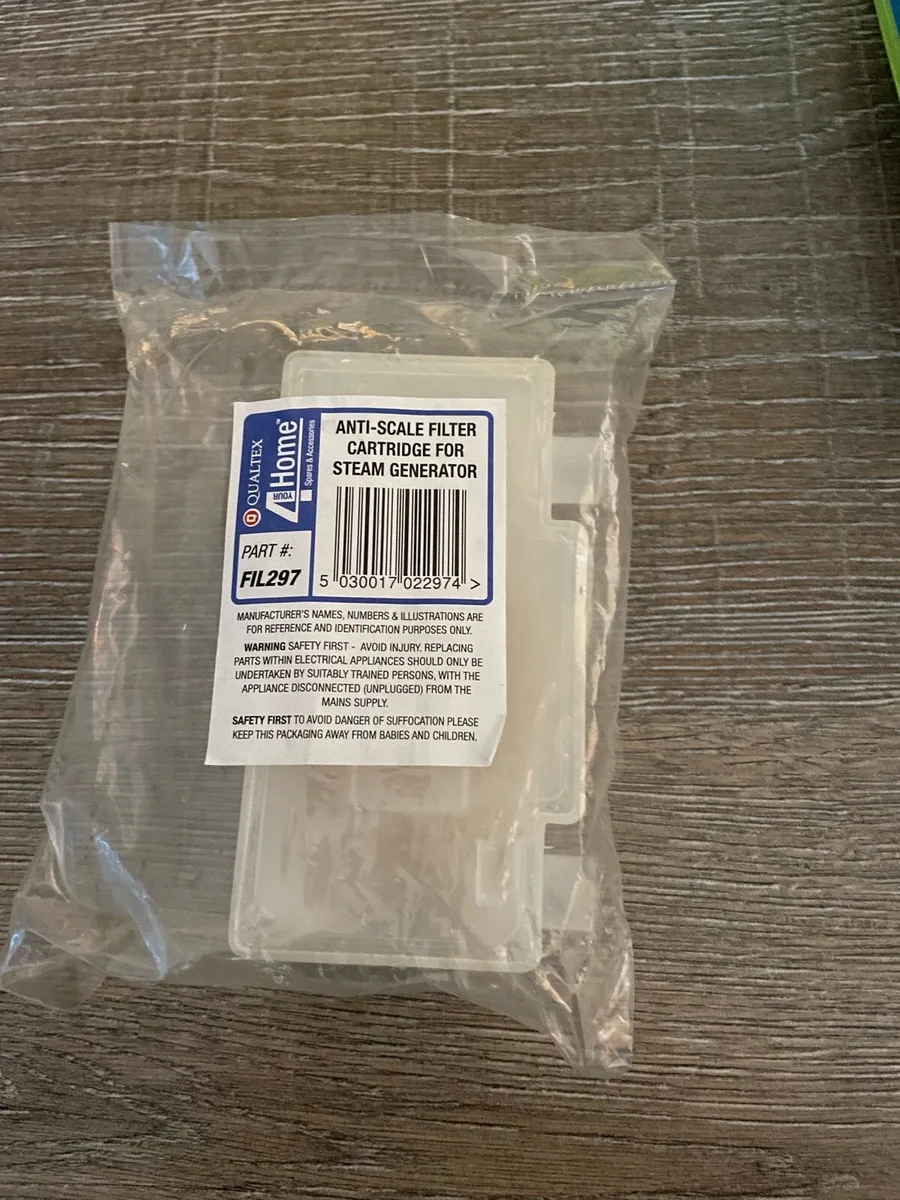 QUALTEX
4 YOUR Home™
Spares & Accessories
ANTI-SCALE FILTER
CARTRIDGE FOR
STEAM GENERATOR
PART #:
FIL297
5 030017 022974 >
MANUFACTURER'S NAMES, NUMBERS & ILLUSTRATIONS ARE
FOR REFERENCE AND IDENTIFICATION PURPOSES ONLY.
WARNING SAFETY FIRST - AVOID INJURY. REPLACING
PARTS WITHIN ELECTRICAL APPLIANCES SHOULD ONLY BE
UNDERTAKEN BY SUITABLY TRAINED PERSONS, WITH THE
APPLIANCE DISCONNECTED (UNPLUGGED) FROM THE
MAINS SUPPLY.
SAFETY FIRST TO AVOID DANGER OF SUFFOCATION PLEASE
KEEP THIS PACKAGING AWAY FROM BABIES AND CHILDREN.